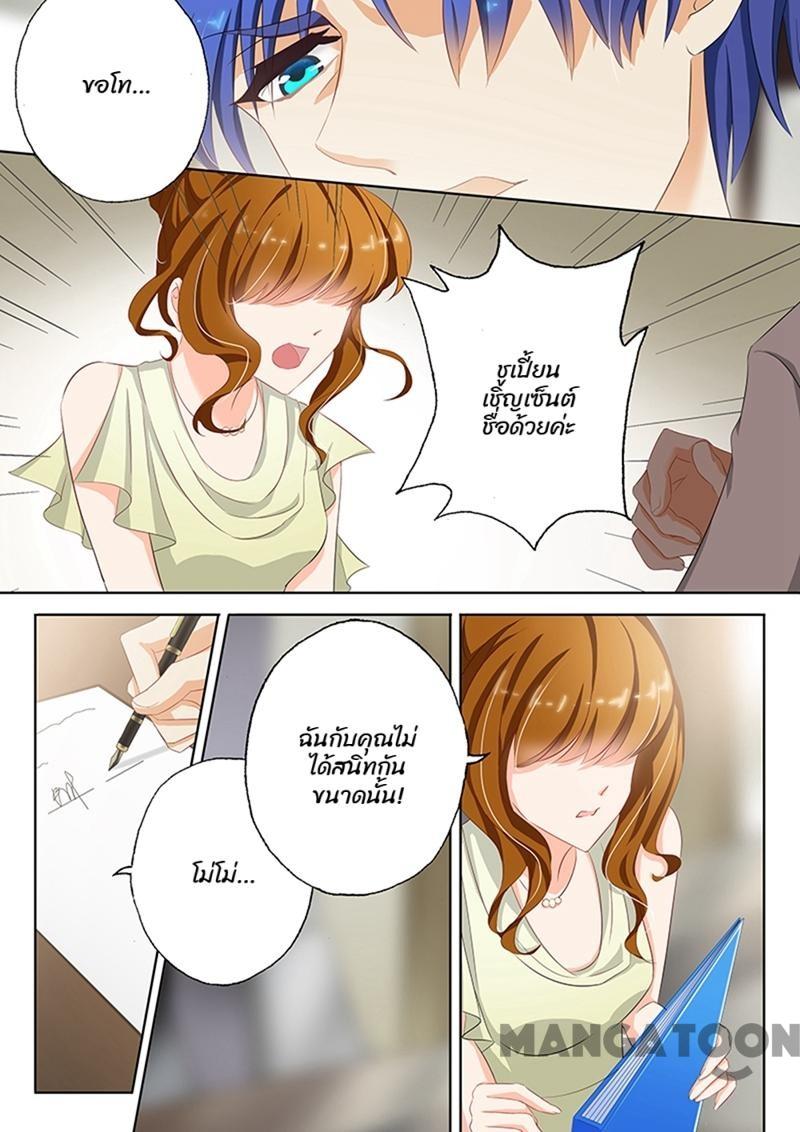 ขอโท...
ชูเปี้ยน
เชิญเซ็นต์
ชื่อด้วยค่ะ
ฉันกับคุณไม่
ได้สนิทกัน
ขนาดนั้น!
โม่โม่...
MANGATOON